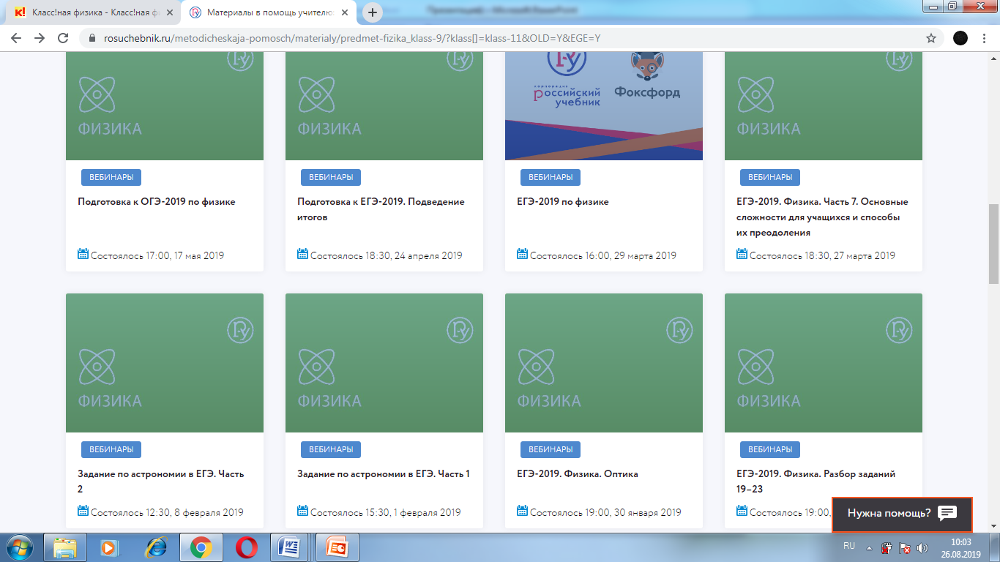 Класс!ная физика - Класс!ная ф
Материалы в помощь учителю
Презентация1 - Microsoft PowerPoint
rosuchebnik.ru/metodicheskaja-pomosch/materialy/predmet-fizika_klass-9/?klass[]=klass-11&OLD=Y&EGE=Y
ФИЗИКА
ФИЗИКА
корпорация
российский
учебник
Фоксфорд
ФИЗИКА
ВЕБИНАРЫ
ВЕБИНАРЫ
ВЕБИНАРЫ
ВЕБИНАРЫ
Подготовка к ОГЭ-2019 по физике
Подготовка к ЕГЭ-2019. Подведение
итогов
ЕГЭ-2019 по физике
ЕГЭ-2019. Физика. Часть 7. Основные
сложности для учащихся и способы
их преодоления
Состоялось 17:00, 17 мая 2019
Состоялось 18:30, 24 апреля 2019
Состоялось 16:00, 29 марта 2019
Состоялось 18:30, 27 марта 2019
ФИЗИКА
ФИЗИКА
ФИЗИКА
ФИЗИКА
ВЕБИНАРЫ
ВЕБИНАРЫ
ВЕБИНАРЫ
ВЕБИНАРЫ
Задание по астрономии в ЕГЭ. Часть
2
Задание по астрономии в ЕГЭ. Часть 1
ЕГЭ-2019. Физика. Оптика
ЕГЭ-2019. Физика. Разбор заданий
19–23
Состоялось 12:30, 8 февраля 2019
Состоялось 15:30, 1 февраля 2019
Состоялось 19:00, 30 января 2019
Состоялось 19:00,
Нужна помощь?
RU
10:03
26.08.2019